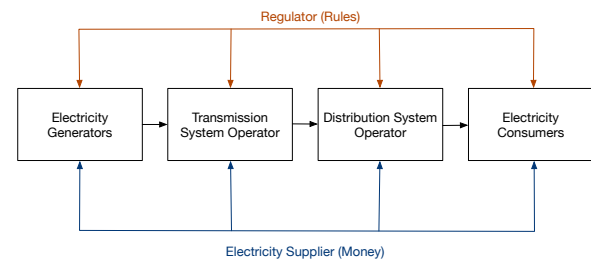 Regulator (Rules)
Electricity
Generators
Transmission
System Operator
Distribution System
Operator
Electricity
Consumers
Electricity Supplier (Money)